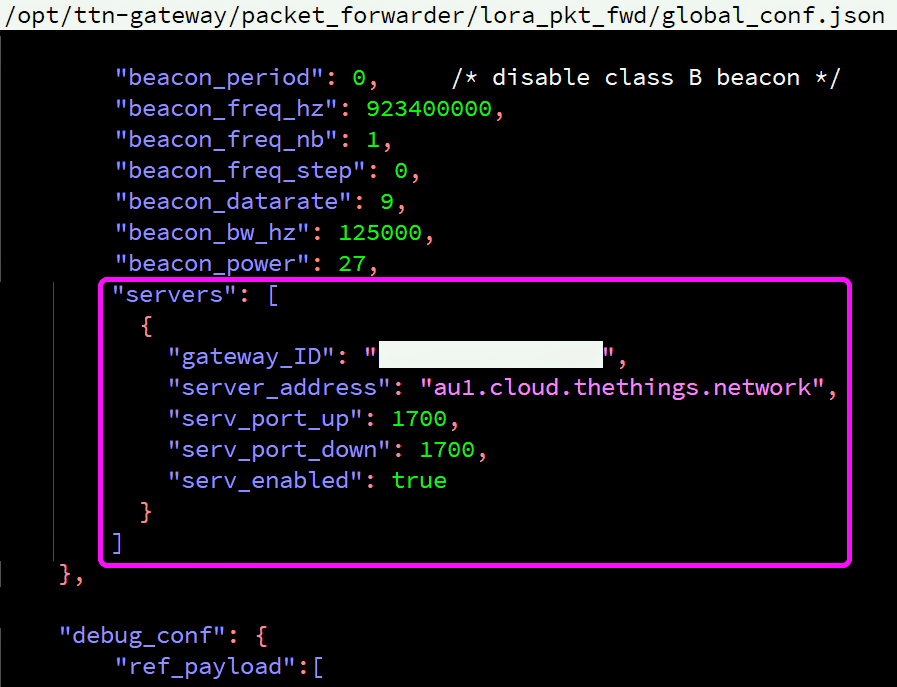 /opt/ttn-gateway/packet_forwarder/lora_pkt_fwd/global_conf.json
"beacon_period": 0, /* disable class B beacon */
"beacon_freq_hz": 923400000,
"beacon_freq_nb": 1,
"beacon_freq_step": 0,
"beacon_datarate": 9,
"beacon_bw_hz": 125000,
"beacon_power": 27,
"servers": [
{
"gateway_ID": "",
"server_address": "au1.cloud.thethings.network",
"serv_port_up": 1700,
"serv_port_down": 1700,
"serv_enabled": true
}
]
},
"debug_conf": {
"ref_payload":[